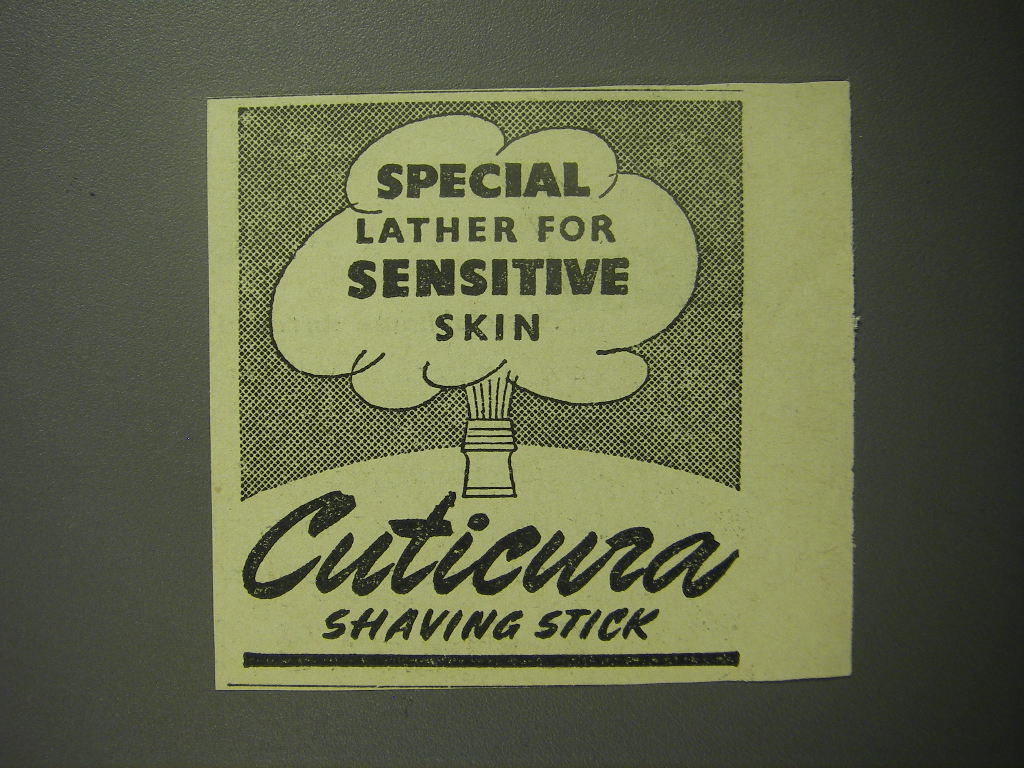 SPECIAL
LATHER FOR
SENSITIVE
SKIN
Cuticura
SHAVING STICK